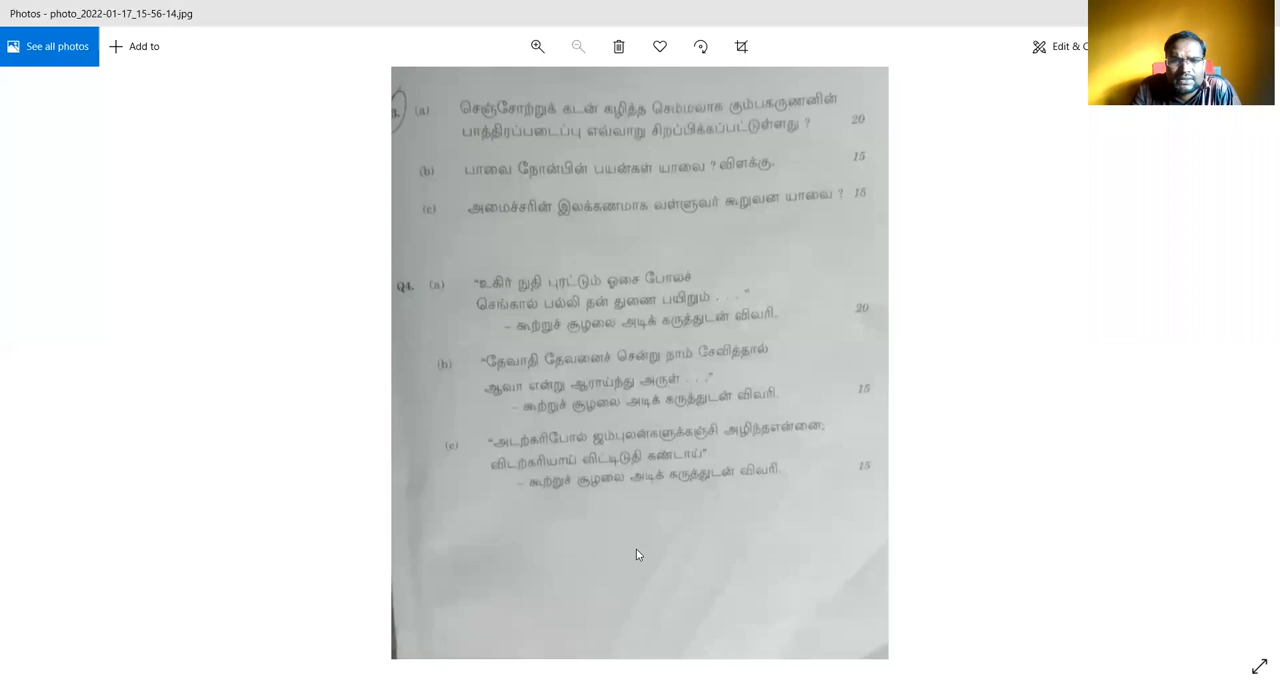 Photos - photo_2022-01-17_15-56-14.jpg
See all photos
Add to
Edit & C
3. (a) செஞ்சோற்றுக் கடன் கழித்த செம்மலாக கும்பகருணனின்
பாத்திரப்படைப்பு எவ்வாறு சிறப்பிக்கப்பட்டுள்ளது ? 20
(b) பாவை நோன்பின் பயன்கள் யாவை ? விளக்கு. 15
(c) அமைச்சரின் இலக்கணமாக வள்ளுவர் கூறுவன யாவை ? 15
Q4. (a) "உகிர் நுதி புரட்டும் ஓசை போலச்
செங்கால் பல்லி தன் துணை பயிறும் . . . ."
– கூற்றுச் சூழலை அடிக் கருத்துடன் விவரி. 20
(b) "தேவாதி தேவனைச் சென்று நாம் சேவித்தால்
ஆவா என்று ஆராய்ந்து அருள் . . ."
– கூற்றுச் சூழலை அடிக் கருத்துடன் விவரி. 15
(c) "அடற்கரிபோல் ஐம்புலன்களுக்கஞ்சி அழிந்தஎன்னை;
விடற்கரியாய் விட்டிடுதி கண்டாய்"
– கூற்றுச் சூழலை அடிக் கருத்துடன் விவரி. 15